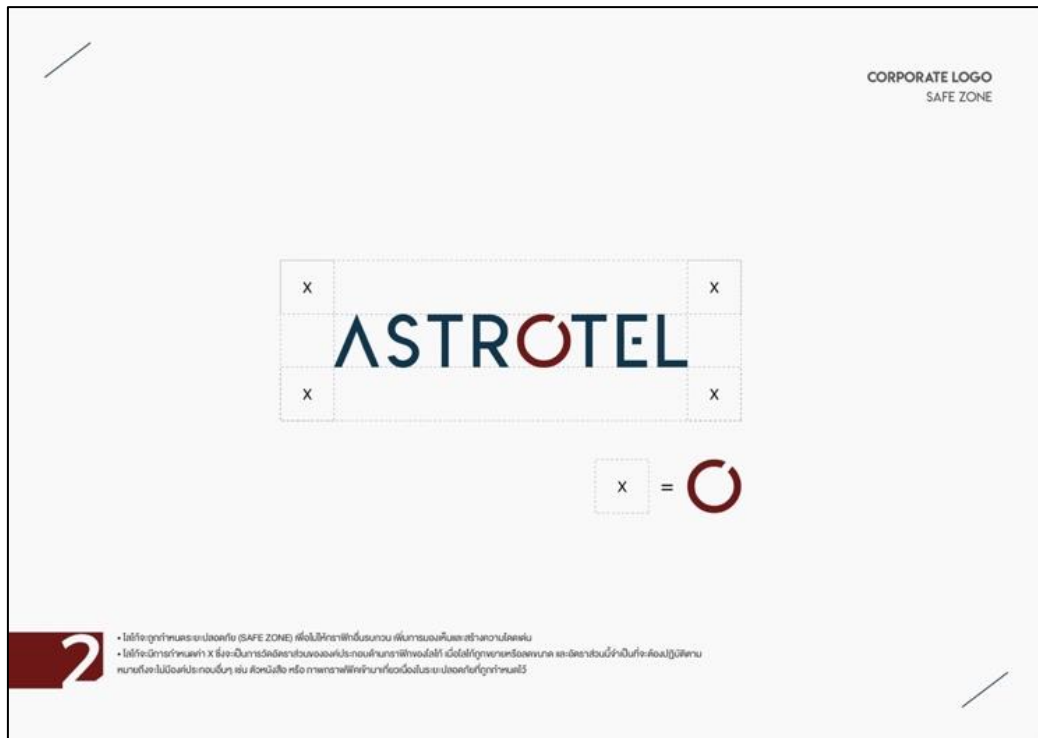 CORPORATE LOGO
SAFE ZONE
X X
ASTROTEL
X X
X =
2
• โลโก้จะถูกกำหนดระยะปลอดภัย (SAFE ZONE) เพื่อไม่ให้กราฟิกอื่นรบกวน เพิ่มการมองเห็นและสร้างความโดดเด่น
• โลโก้จะมีการกำหนดค่า X ซึ่งจะเป็นการวัดอัตราส่วนขององค์ประกอบด้านกราฟิกของโลโก้ เมื่อโลโก้ถูกขยายหรือลดขนาด และอัตราส่วนนี้จำเป็นที่จะต้องปฏิบัติตาม
หมายถึงจะไม่มีองค์ประกอบอื่นๆ เช่น ตัวหนังสือ หรือ ภาพกราฟฟิคเข้ามาเกี่ยวเนื่องในระยะปลอดภัยที่ถูกกำหนดไว้